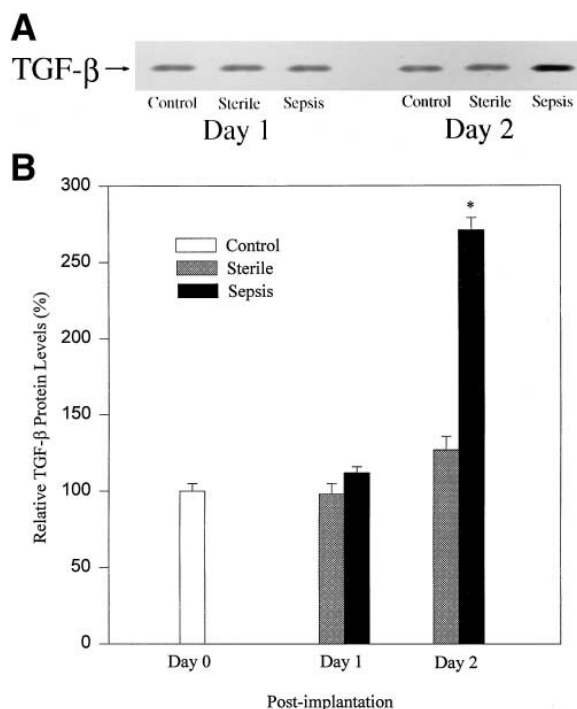 A
TGF-β
Control Sterile Sepsis Control Sterile Sepsis
Day 1 Day 2
B
300
*
Control
250
Sterile
Sepsis
200
150
100
50
0
Relative TGF-β Protein Levels (%)
Day 0 Day 1 Day 2
Post-implantation